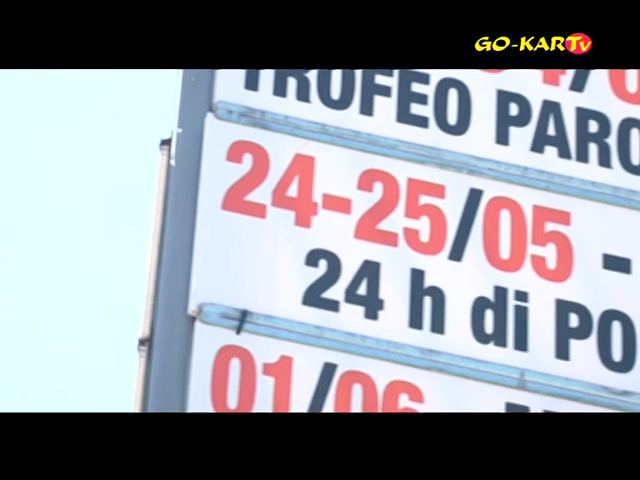 GO-KARTv
TROFEO PARO
24-25/05 -
24 h di PO
01/06